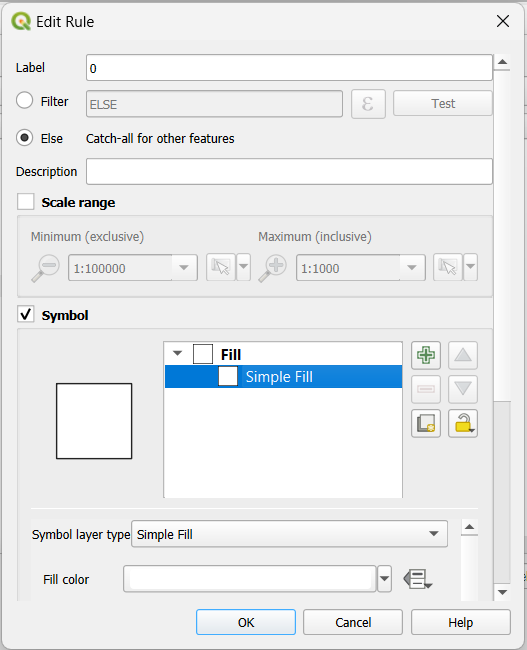 Edit Rule
Label 0
Filter ELSE ε Test
Else Catch-all for other features
Description
Scale range
Minimum (exclusive) Maximum (inclusive)
1:100000 1:1000
Symbol
Fill
Simple Fill
Symbol layer type Simple Fill
Fill color
OK Cancel Help